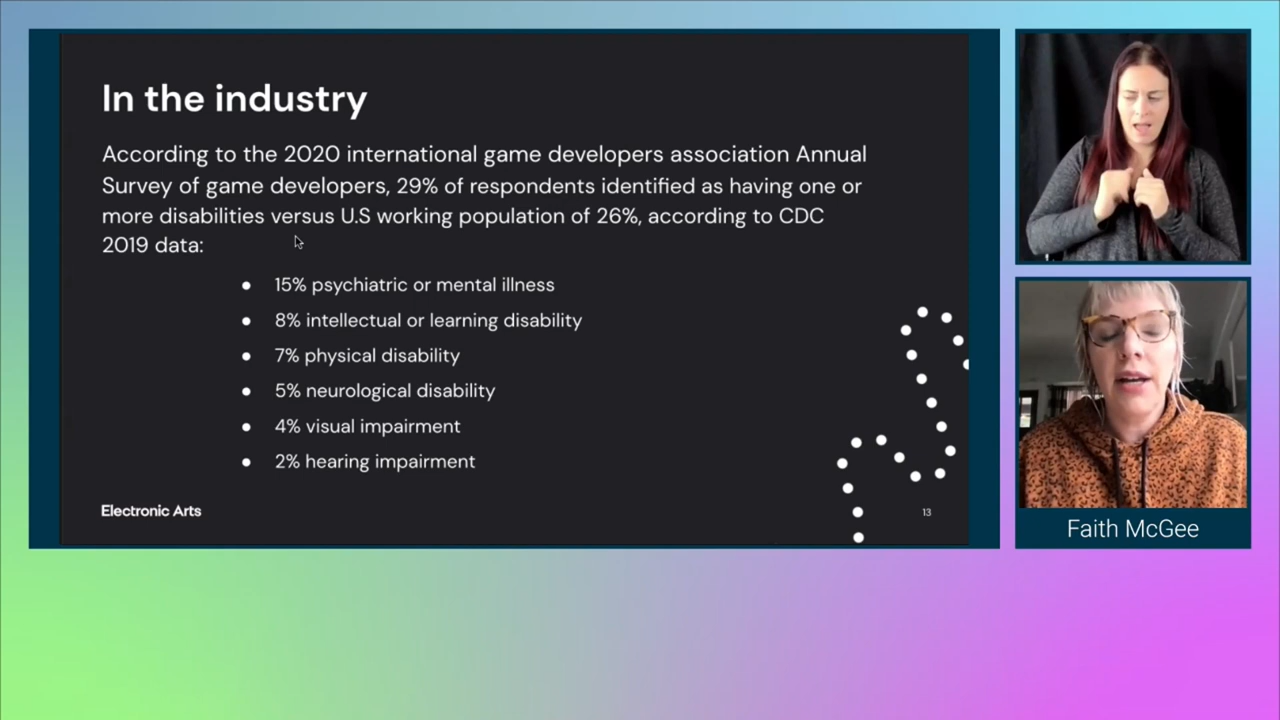 In the industry
According to the 2020 international game developers association Annual
Survey of game developers, 29% of respondents identified as having one or
more disabilities versus U.S working population of 26%, according to CDC
2019 data:
● 15% psychiatric or mental illness
● 8% intellectual or learning disability
● 7% physical disability
● 5% neurological disability
● 4% visual impairment
● 2% hearing impairment
Electronic Arts
13
Faith McGee